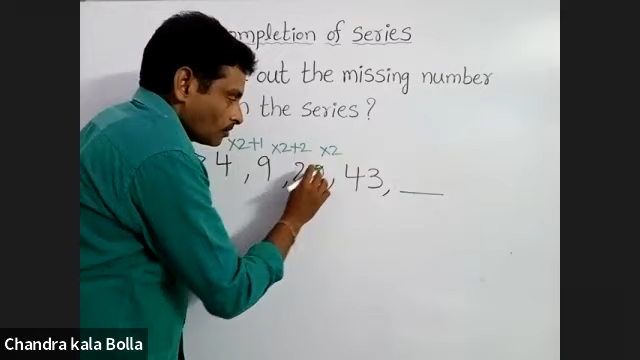 ompletion of series
out the missing number
n the series?
x2+1 x2+2 x2
4, 9, 2 , 43, ___
Chandra kala Bolla